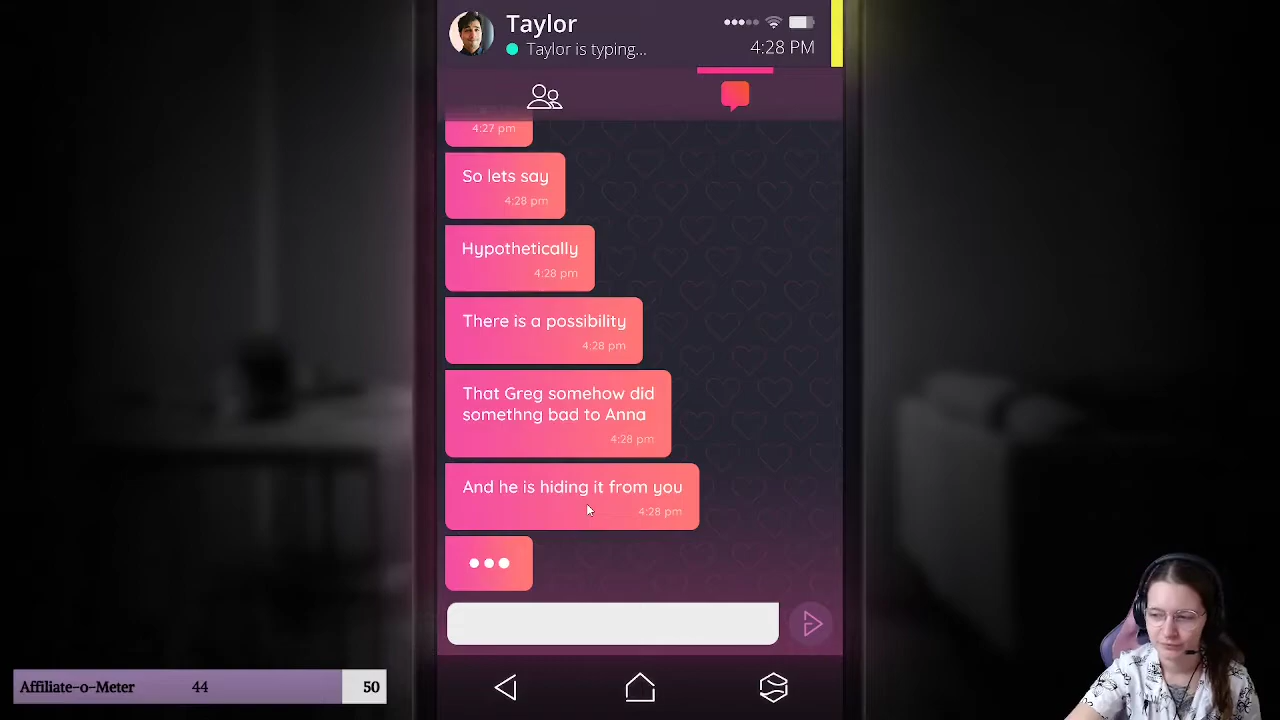 Taylor
Taylor is typing...
4:28 PM
4:27 pm
So lets say
4:28 pm
Hypothetically
4:28 pm
There is a possibility
4:28 pm
That Greg somehow did
somethng bad to Anna
4:28 pm
And he is hiding it from you
4:28 pm
Affiliate-o-Meter 44 50